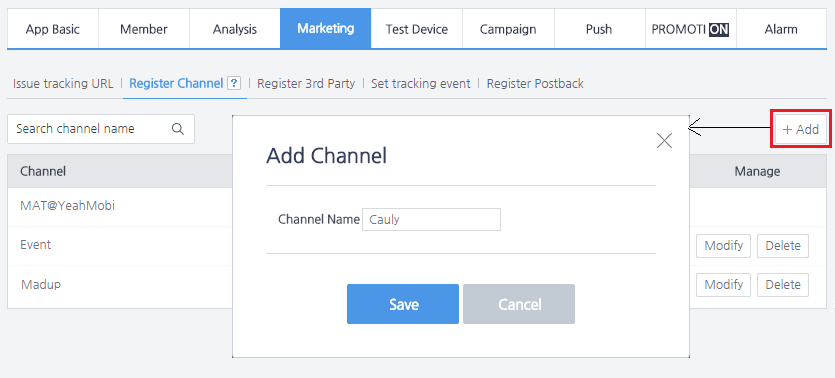 App Basic Member Analysis Marketing Test Device Campaign Push PROMOTION Alarm
Issue tracking URL | Register Channel ? | Register 3rd Party | Set tracking event | Register Postback
Search channel name
+ Add
Add Channel
Channel Name Cauly
Save Cancel
Channel Manage
MAT@YeahMobi
Event Modify Delete
Madup Modify Delete